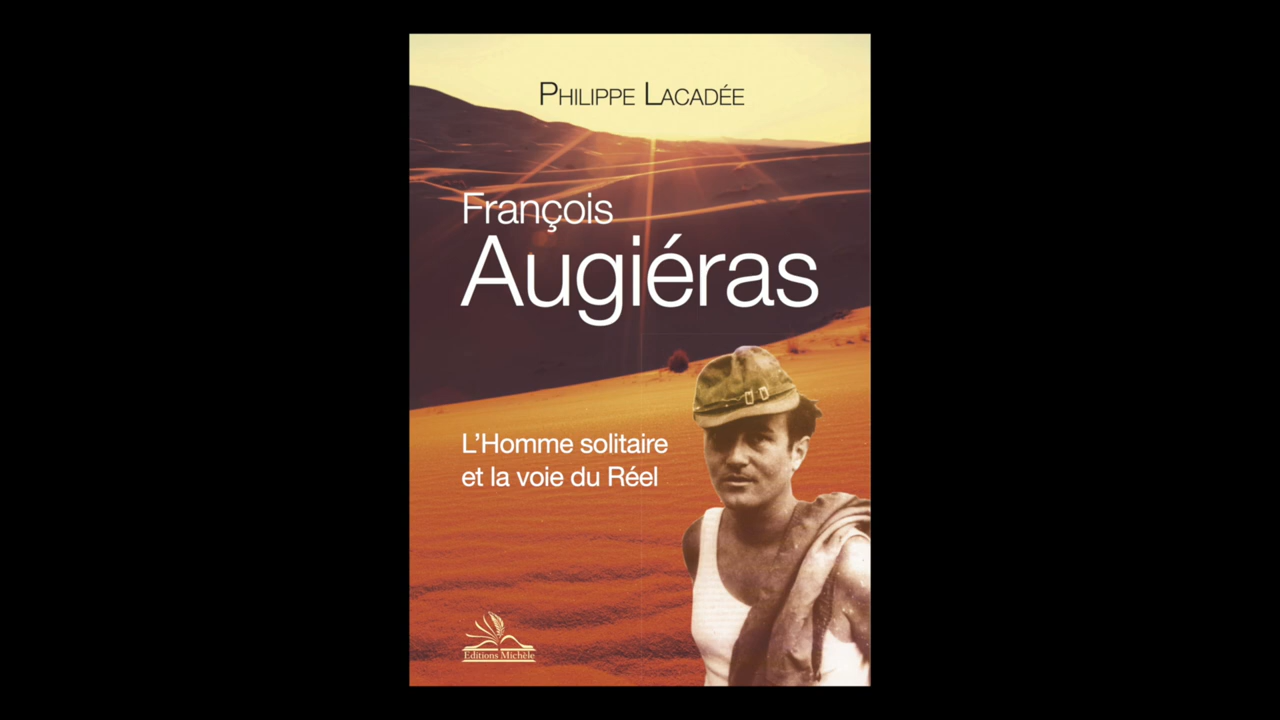 Philippe Lacadée
François
Augiéras
L'Homme solitaire
et la voie du Réel
Editions Michèle